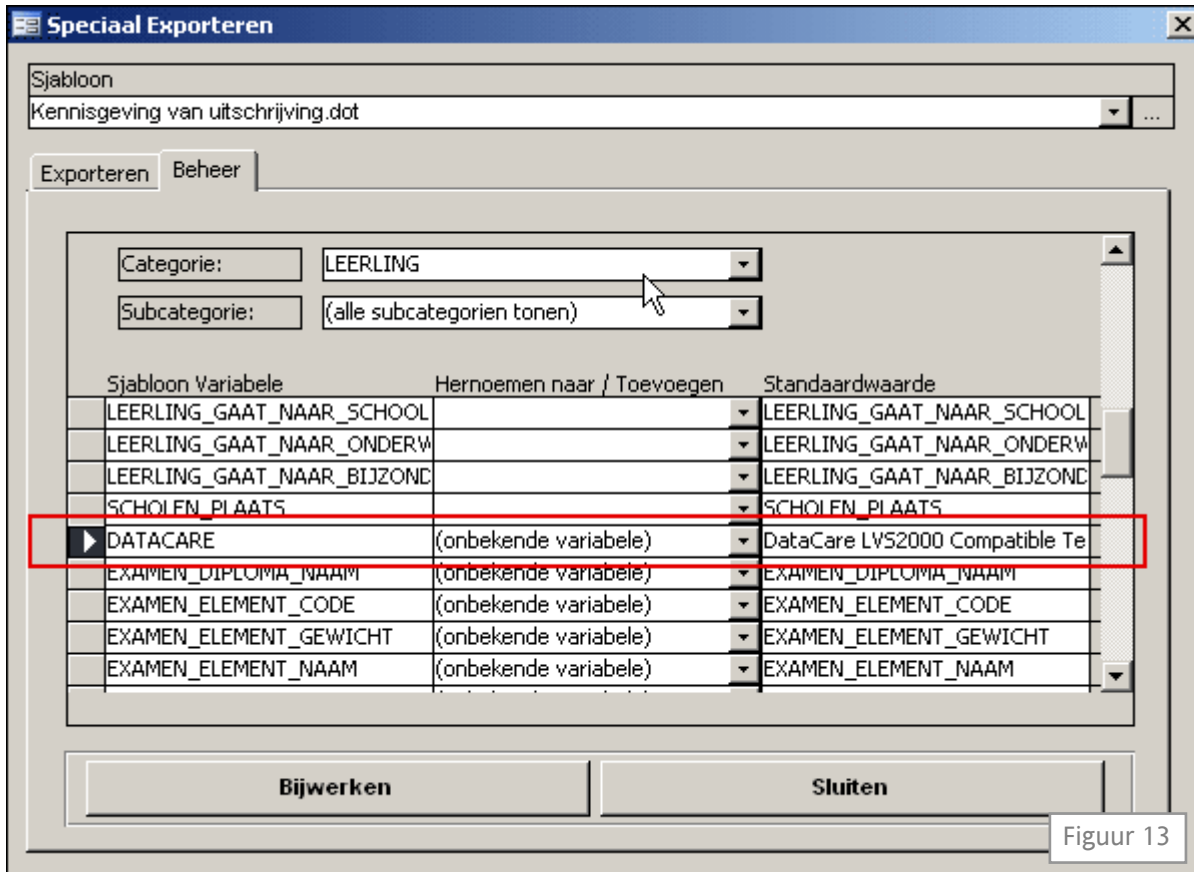 Speciaal Exporteren
Sjabloon
Kennisgeving van uitschrijving.dot ...
Exporteren Beheer
Categorie: LEERLING
Subcategorie: (alle subcategorien tonen)
Sjabloon Variabele Hernoemen naar / Toevoegen Standaardwaarde
LEERLING_GAAT_NAAR_SCHOOL LEERLING_GAAT_NAAR_SCHOOL
LEERLING_GAAT_NAAR_ONDERW LEERLING_GAAT_NAAR_ONDERW
LEERLING_GAAT_NAAR_BIJZOND LEERLING_GAAT_NAAR_BIJZOND
SCHOLEN_PLAATS SCHOLEN_PLAATS
DATACARE (onbekende variabele) DataCare LVS2000 Compatible Te
EXAMEN_DIPLOMA_NAAM (onbekende variabele) EXAMEN_DIPLOMA_NAAM
EXAMEN_ELEMENT_CODE (onbekende variabele) EXAMEN_ELEMENT_CODE
EXAMEN_ELEMENT_GEWICHT (onbekende variabele) EXAMEN_ELEMENT_GEWICHT
EXAMEN_ELEMENT_NAAM (onbekende variabele) EXAMEN_ELEMENT_NAAM
Bijwerken Sluiten
Figuur 13